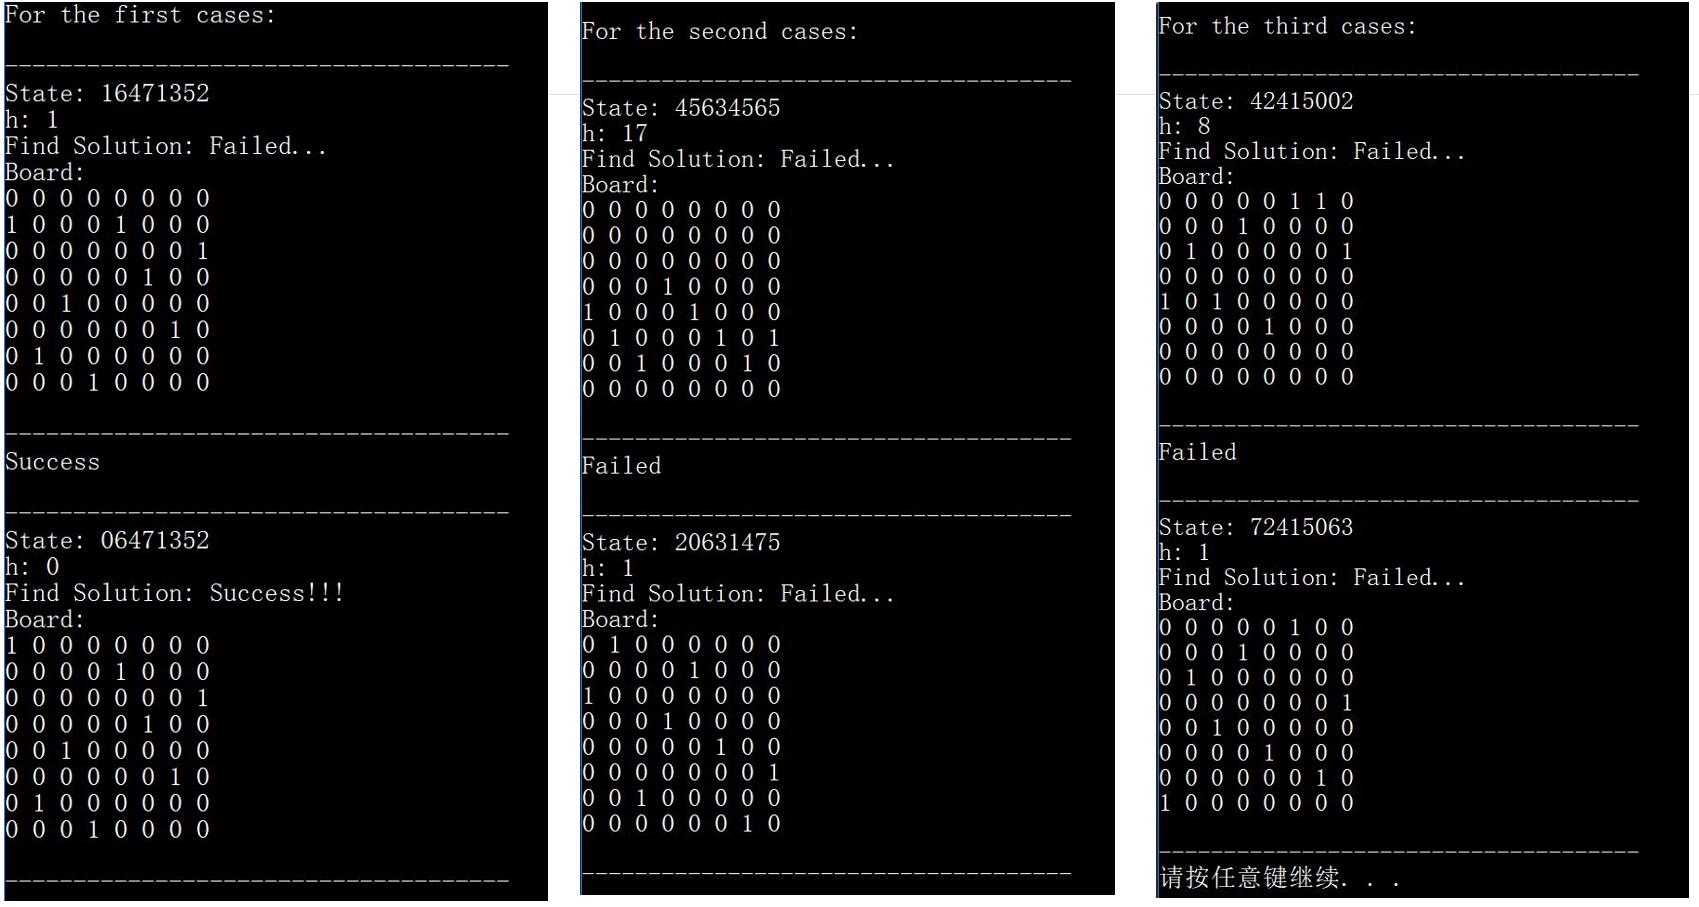 For the first cases:
-------------------------------------
State: 16471352
h: 1
Find Solution: Failed...
Board:
0 0 0 0 0 0 0 0
1 0 0 0 1 0 0 0
0 0 0 0 0 0 0 1
0 0 0 0 0 1 0 0
0 0 1 0 0 0 0 0
0 0 0 0 0 0 1 0
0 1 0 0 0 0 0 0
0 0 0 1 0 0 0 0
-------------------------------------
Success
-------------------------------------
State: 06471352
h: 0
Find Solution: Success!!!
Board:
1 0 0 0 0 0 0 0
0 0 0 0 1 0 0 0
0 0 0 0 0 0 0 1
0 0 0 0 0 1 0 0
0 0 1 0 0 0 0 0
0 0 0 0 0 0 1 0
0 1 0 0 0 0 0 0
0 0 0 1 0 0 0 0
-------------------------------------
For the second cases:
-------------------------------------
State: 45634565
h: 17
Find Solution: Failed...
Board:
0 0 0 0 0 0 0 0
0 0 0 0 0 0 0 0
0 0 0 0 0 0 0 0
0 0 0 1 0 0 0 0
1 0 0 0 1 0 0 0
0 1 0 0 0 1 0 1
0 0 1 0 0 0 1 0
0 0 0 0 0 0 0 0
-------------------------------------
Failed
-------------------------------------
State: 20631475
h: 1
Find Solution: Failed...
Board:
0 1 0 0 0 0 0 0
0 0 0 0 1 0 0 0
1 0 0 0 0 0 0 0
0 0 0 1 0 0 0 0
0 0 0 0 0 1 0 0
0 0 0 0 0 0 0 1
0 0 1 0 0 0 0 0
0 0 0 0 0 0 1 0
-------------------------------------
For the third cases:
-------------------------------------
State: 42415002
h: 8
Find Solution: Failed...
Board:
0 0 0 0 0 1 1 0
0 0 0 1 0 0 0 0
0 1 0 0 0 0 0 1
0 0 0 0 0 0 0 0
1 0 1 0 0 0 0 0
0 0 0 0 1 0 0 0
0 0 0 0 0 0 0 0
0 0 0 0 0 0 0 0
-------------------------------------
Failed
-------------------------------------
State: 72415063
h: 1
Find Solution: Failed...
Board:
0 0 0 0 0 1 0 0
0 0 0 1 0 0 0 0
0 1 0 0 0 0 0 0
0 0 0 0 0 0 0 1
0 0 1 0 0 0 0 0
0 0 0 0 1 0 0 0
0 0 0 0 0 0 1 0
1 0 0 0 0 0 0 0
-------------------------------------
请按任意键继续. . .